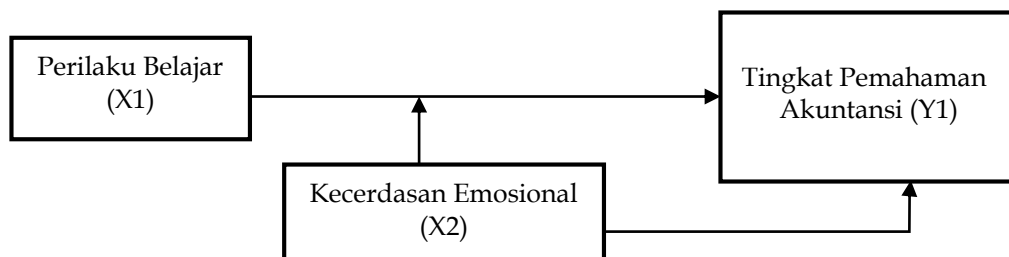 Perilaku Belajar
(X1)
Tingkat Pemahaman
Akuntansi (Y1)
Kecerdasan Emosional
(X2)